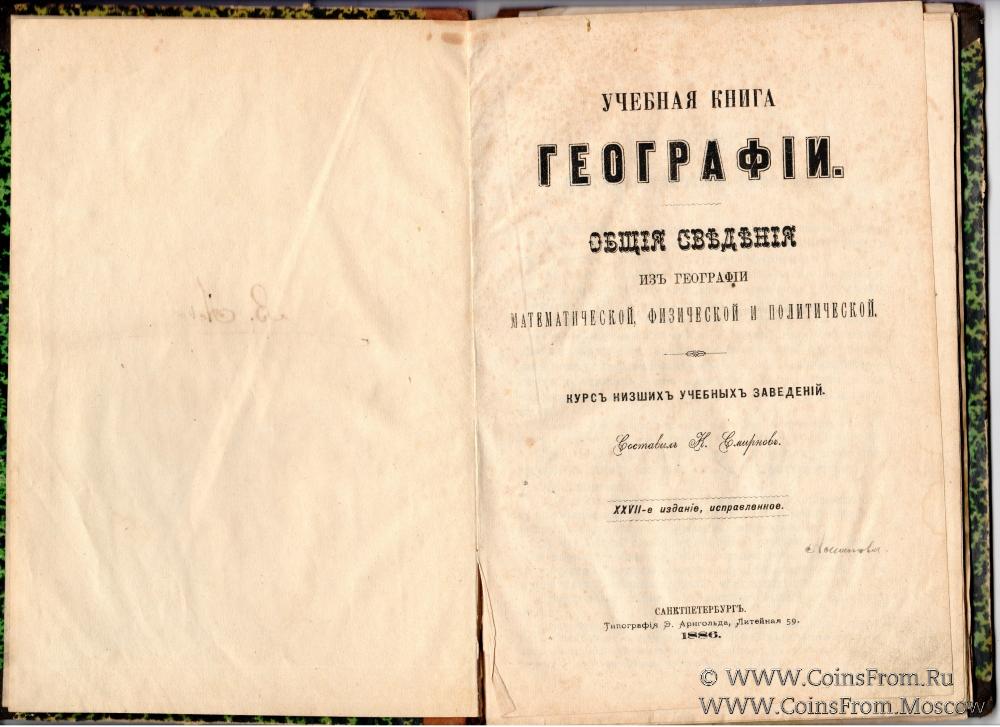 УЧЕБНАЯ КНИГА
ГЕОГРАФІИ.
ОБЩІЯ СВѢДѢНІЯ
ИЗЪ ГЕОГРАФІИ
МАТЕМАТИЧЕСКОЙ, ФИЗИЧЕСКОЙ И ПОЛИТИЧЕСКОЙ.
КУРСЪ НИЗШИХЪ УЧЕБНЫХЪ ЗАВЕДЕНІЙ.
Составилъ К. Смирновъ.
XXVII-е изданіе, исправленное.
САНКТПЕТЕРБУРГЪ.
Типографія Э. Арнгольда, Литейная 59.
1886.
© WWW.CoinsFrom.Ru
WWW.CoinsFrom.Moscow